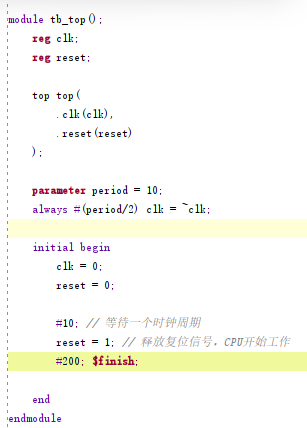 module tb_top();
reg clk;
reg reset;
top top(
.clk(clk),
.reset(reset)
);
parameter period = 10;
always #(period/2) clk = ~clk;
initial begin
clk = 0;
reset = 0;
#10; // 等待一个时钟周期
reset = 1; // 释放复位信号，CPU开始工作
#200; $finish;
end
endmodule